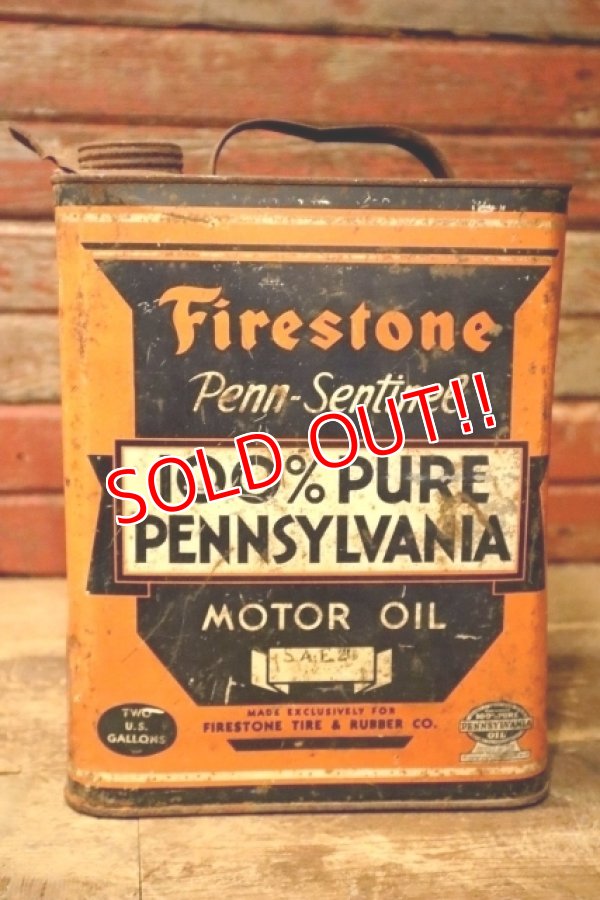 Firestone
Penn-Sentinel
SOLD OUT!!
100% PURE
PENNSYLVANIA
MOTOR OIL
S.A.E. 20
MADE EXCLUSIVELY FOR
FIRESTONE TIRE & RUBBER CO.
TWO
U.S.
GALLONS
100% PURE
PENNSYLVANIA
OIL